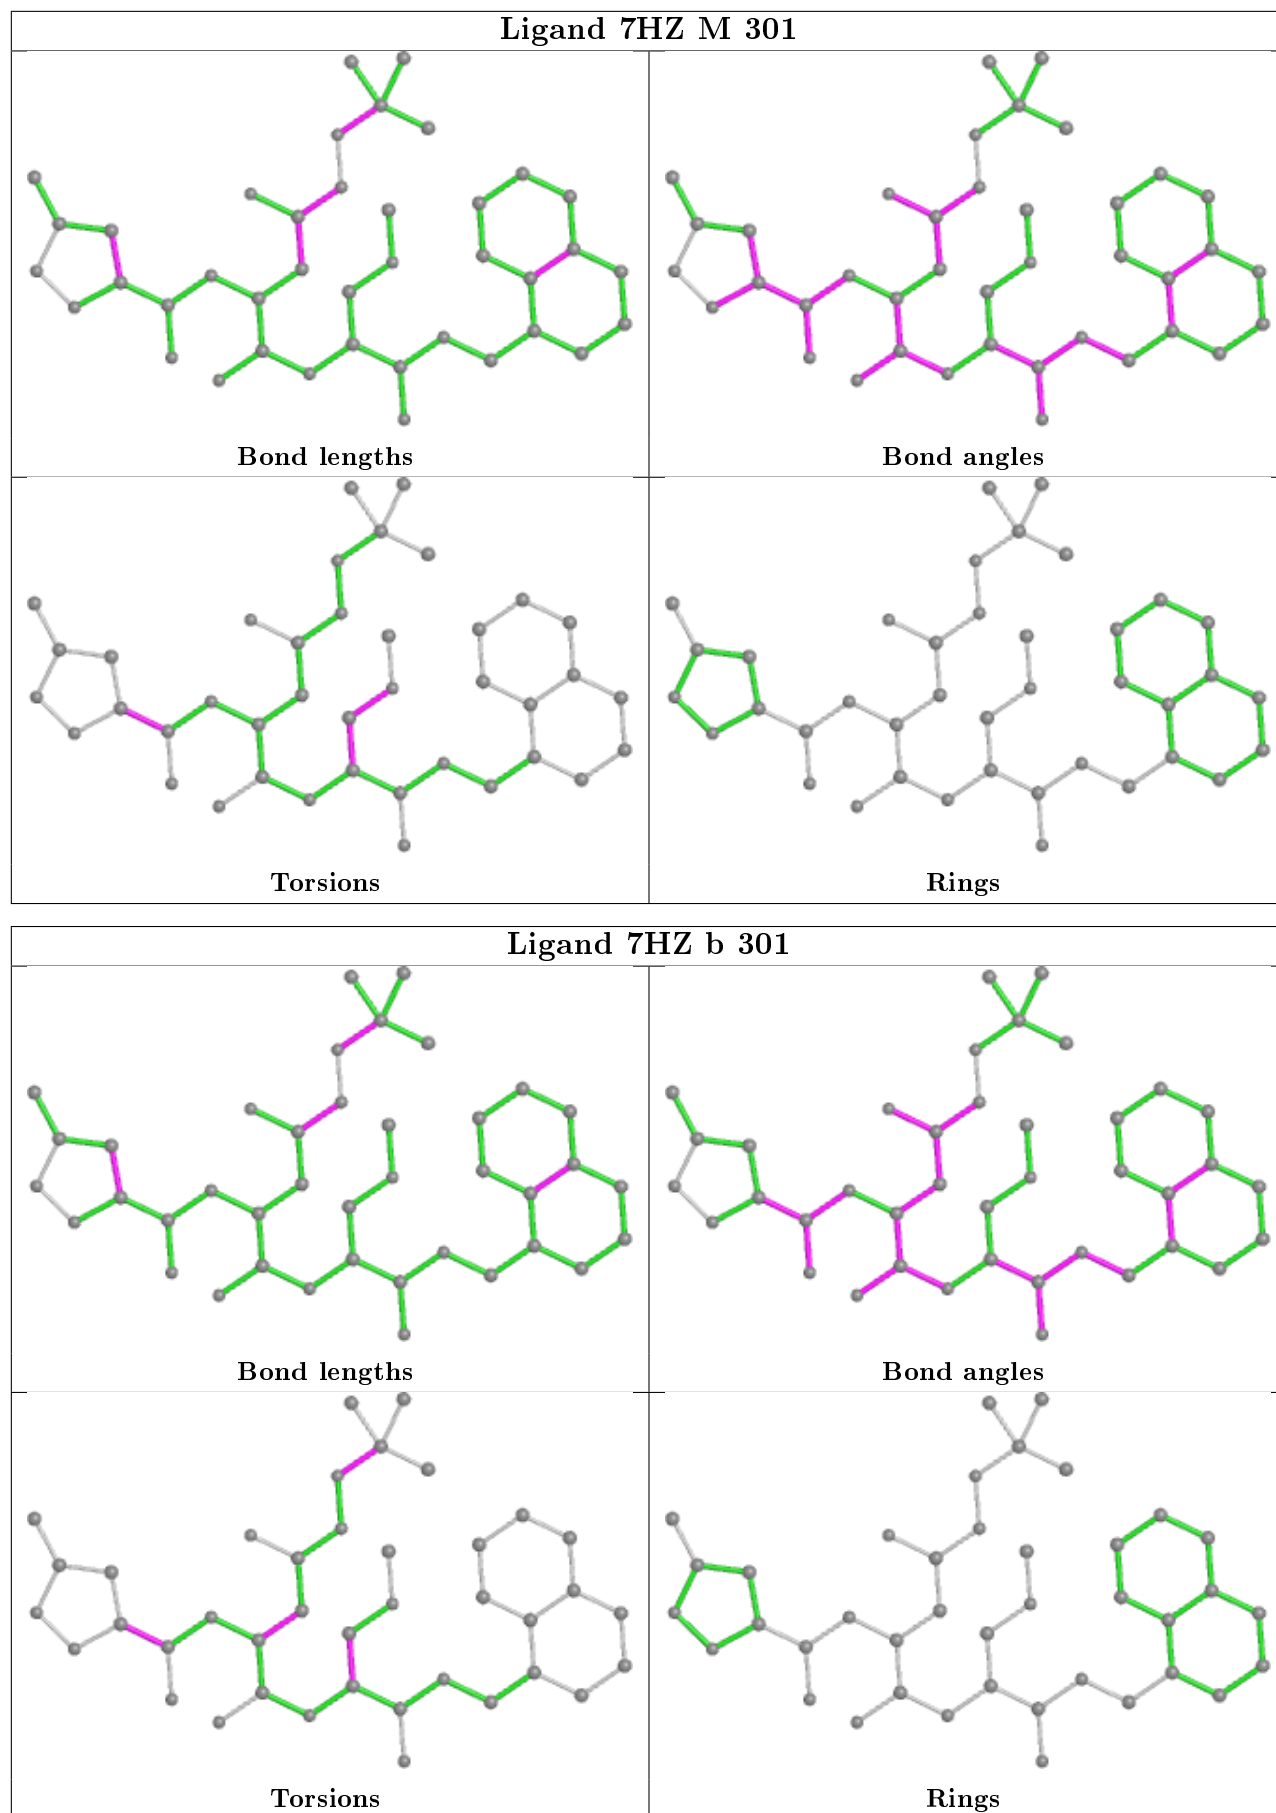 Ligand 7HZ M 301
Bond lengths
Bond angles
Torsions
Rings
Ligand 7HZ b 301
Bond lengths
Bond angles
Torsions
Rings